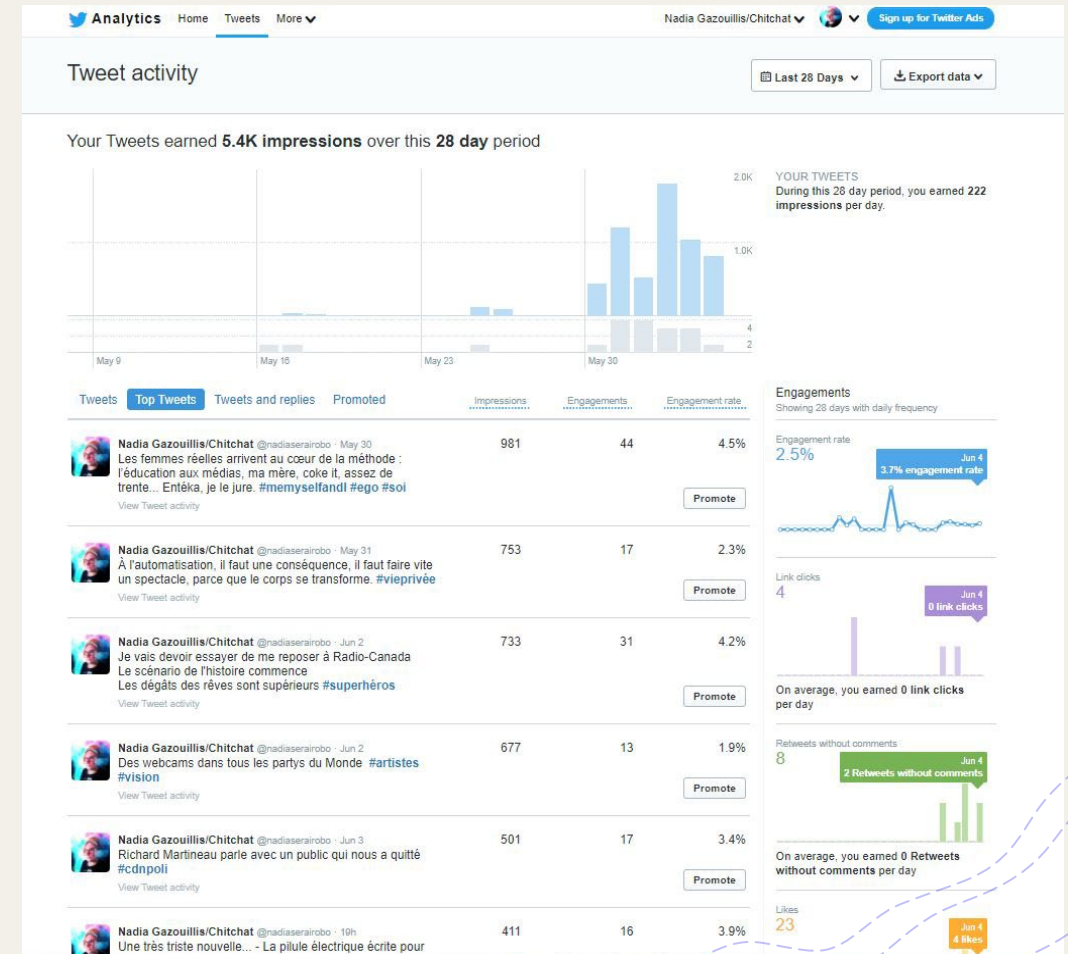 Analytics Home Tweets More
Nadia Gazouillis/Chitchat
Sign up for Twitter Ads
Tweet activity
Last 28 Days
Export data
Your Tweets earned 5.4K impressions over this 28 day period
2.0K
1.0K
4
2
May 9
May 16
May 23
May 30
YOUR TWEETS
During this 28 day period, you earned 222
impressions per day.
Tweets Top Tweets Tweets and replies Promoted
Impressions Engagements Engagement rate
Nadia Gazouillis/Chitchat @nadiaserairobo · May 30
981 44 4.5%
Les femmes réelles arrivent au cœur de la méthode :
l'éducation aux médias, ma mère, coke it, assez de
trente... Entéka, je le jure. #memyselfandI #ego #soi
View Tweet activity
Promote
Nadia Gazouillis/Chitchat @nadiaserairobo · May 31
753 17 2.3%
À l'automatisation, il faut une conséquence, il faut faire vite
un spectacle, parce que le corps se transforme. #vieprivée
View Tweet activity
Promote
Nadia Gazouillis/Chitchat @nadiaserairobo · Jun 2
733 31 4.2%
Je vais devoir essayer de me reposer à Radio-Canada
Le scénario de l'histoire commence
Les dégâts des rêves sont supérieurs #superhéros
View Tweet activity
Promote
Nadia Gazouillis/Chitchat @nadiaserairobo · Jun 2
677 13 1.9%
Des webcams dans tous les partys du Monde #artistes
#vision
View Tweet activity
Promote
Nadia Gazouillis/Chitchat @nadiaserairobo · Jun 3
501 17 3.4%
Richard Martineau parle avec un public qui nous a quitté
#cdnpoli
View Tweet activity
Promote
Nadia Gazouillis/Chitchat @nadiaserairobo · 19h
411 16 3.9%
Une très triste nouvelle... - La pilule électrique écrite pour
Engagements
Showing 28 days with daily frequency
Engagement rate
2.5%
Jun 4
3.7% engagement rate
Link clicks
4
Jun 4
0 link clicks
On average, you earned 0 link clicks
per day
Retweets without comments
8
Jun 4
2 Retweets without comments
On average, you earned 0 Retweets
without comments per day
Likes
23
Jun 4
4 likes